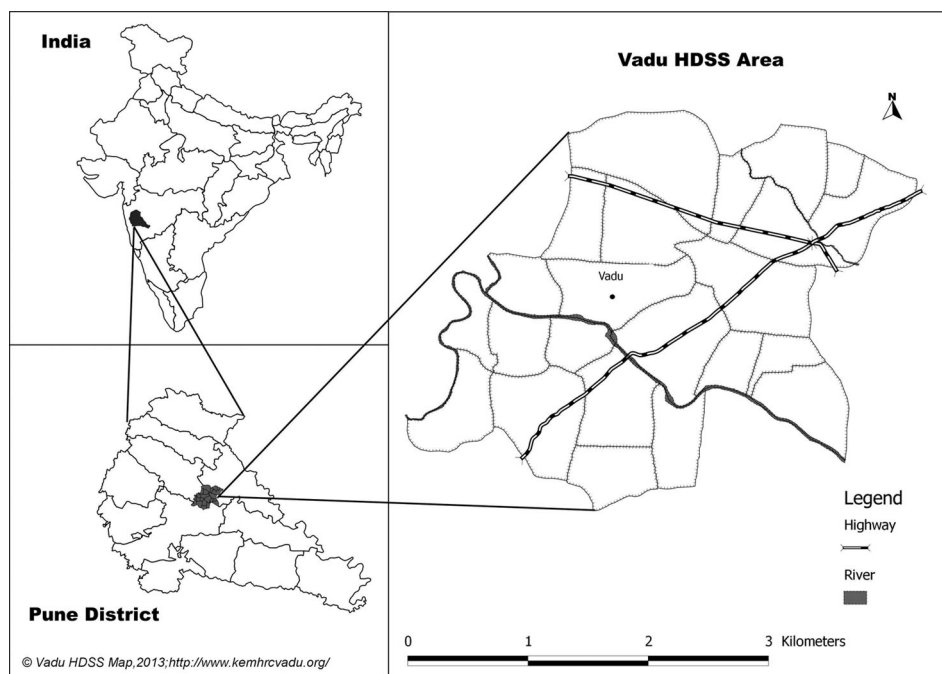 India
Vadu HDSS Area
N
Vadu
Pune District
© Vadu HDSS Map,2013;http://www.kemhrcvadu.org/
Legend
Highway
River
0 1 2 3 Kilometers